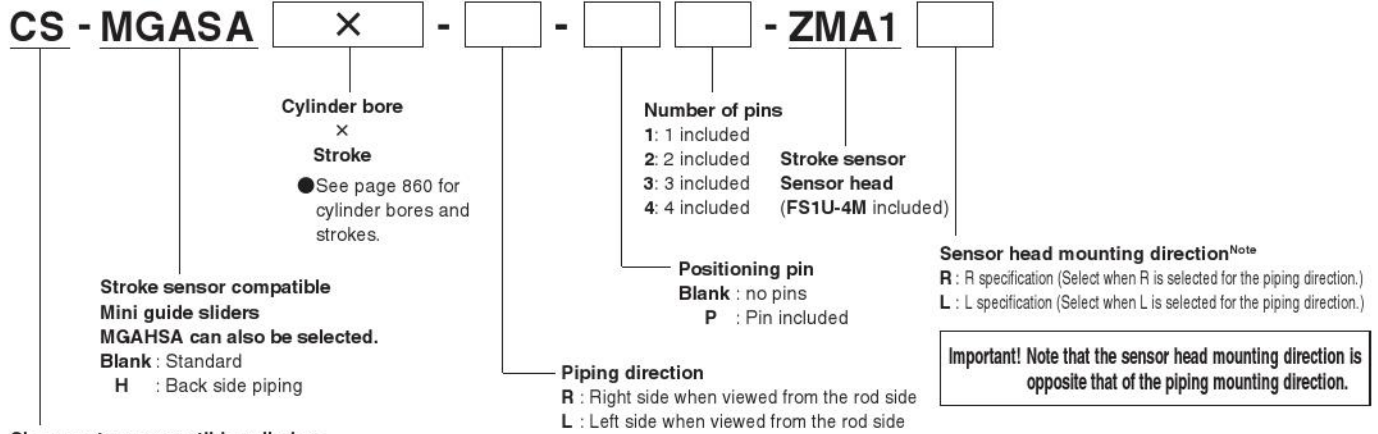 CS - MGASA × - - - ZMA1
Cylinder bore
×
Stroke
●See page 860 for
cylinder bores and
strokes.
Number of pins
1: 1 included
2: 2 included
3: 3 included
4: 4 included
Stroke sensor
Sensor head
(FS1U-4M included)
Sensor head mounting directionNote
R : R specification (Select when R is selected for the piping direction.)
L : L specification (Select when L is selected for the piping direction.)
Important! Note that the sensor head mounting direction is
opposite that of the piping mounting direction.
Positioning pin
Blank : no pins
P : Pin included
Stroke sensor compatible
Mini guide sliders
MGAHSA can also be selected.
Blank : Standard
H : Back side piping
Piping direction
R : Right side when viewed from the rod side
L : Left side when viewed from the rod side